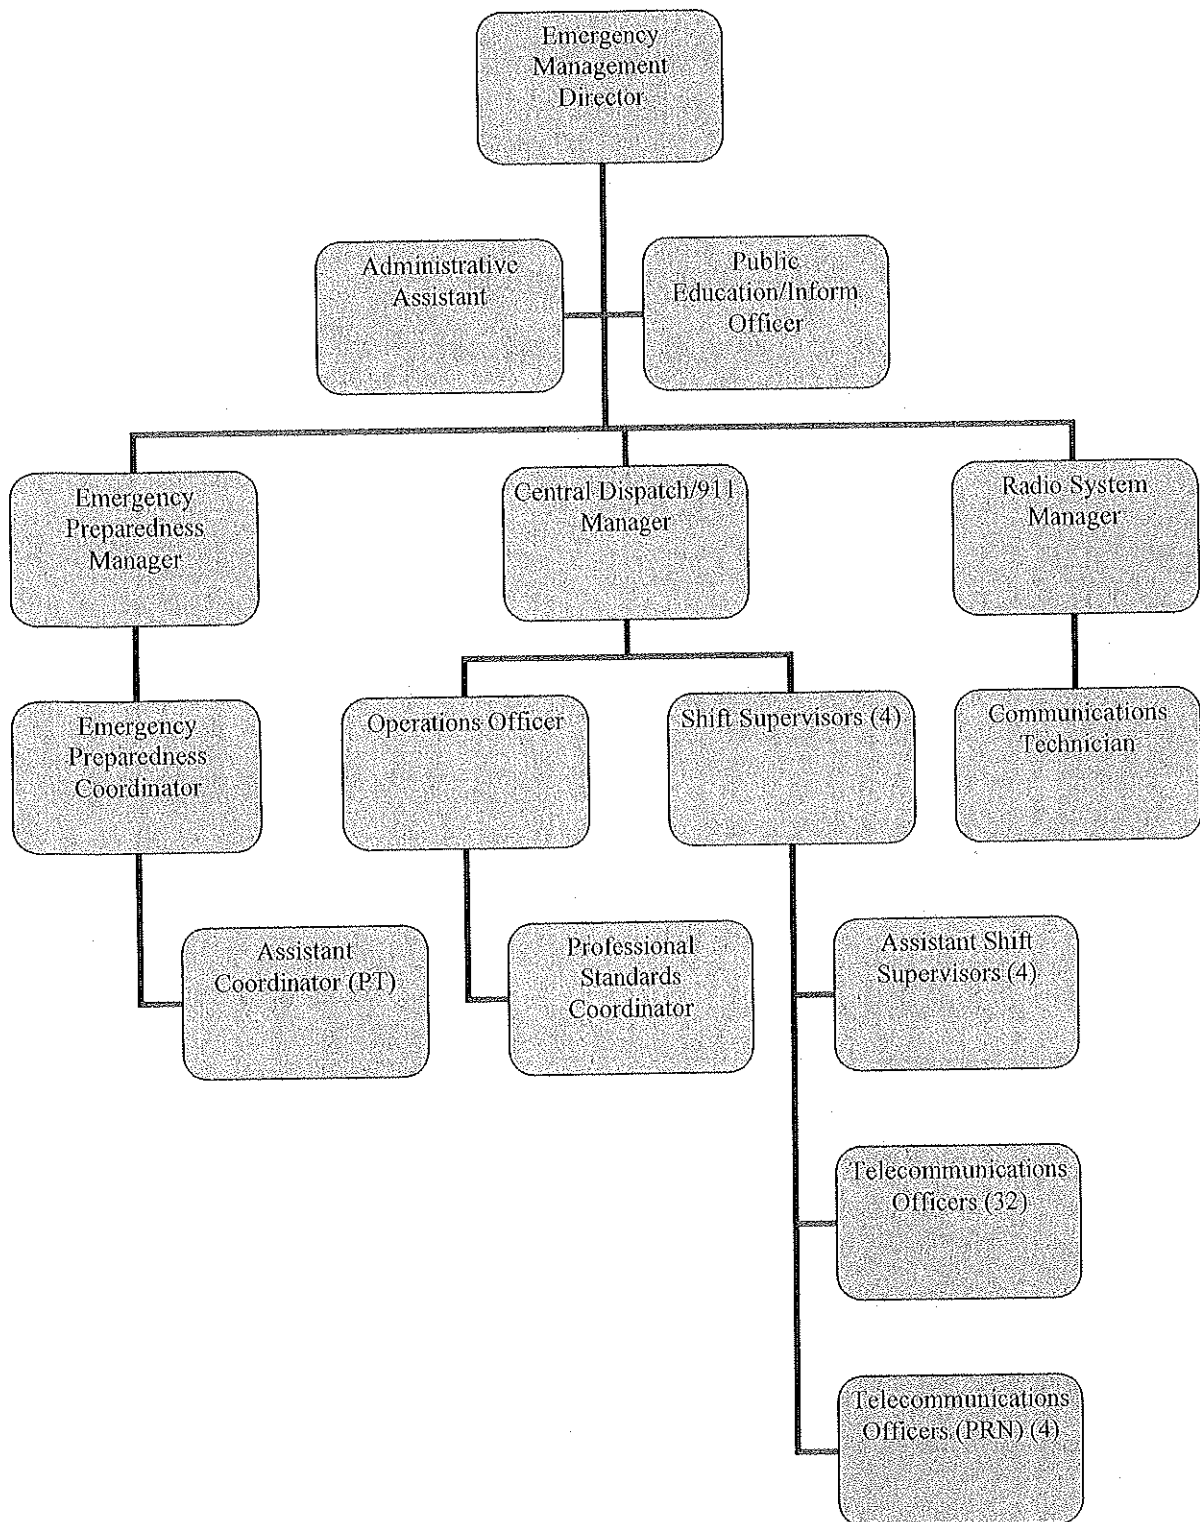 Emergency
Management
Director
Administrative
Assistant
Public
Education/Inform
Officer
Emergency
Preparedness
Manager
Central Dispatch/911
Manager
Radio System
Manager
Emergency
Preparedness
Coordinator
Operations Officer
Shift Supervisors (4)
Communications
Technician
Assistant
Coordinator (PT)
Professional
Standards
Coordinator
Assistant Shift
Supervisors (4)
Telecommunications
Officers (32)
Telecommunications
Officers (PRN) (4)